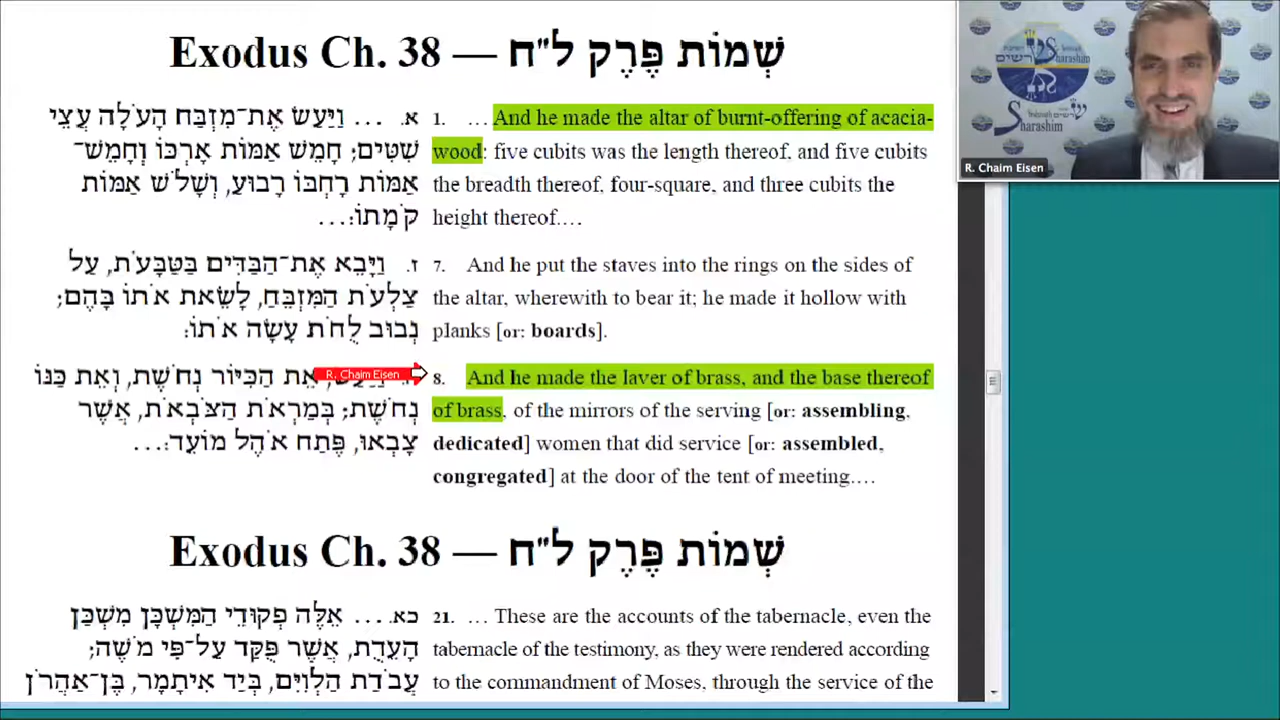 Exodus Ch. 38 — שְׁמוֹת פֶּרֶק ל"ח
א. ... וַיַּעַשׂ אֶת־מִזְבַּח הָעֹלָה עֲצֵי
שִׁטִּים; חָמֵשׁ אַמּוֹת אָרְכּוֹ וְחָמֵשׁ־
אַמּוֹת רָחְבּוֹ רָבוּעַ, וְשָׁלֹשׁ אַמּוֹת
קֹמָתוֹ:...
1. ... And he made the altar of burnt-offering of acacia-
wood: five cubits was the length thereof, and five cubits
the breadth thereof, four-square, and three cubits the
height thereof....
ז. וַיָּבֵא אֶת־הַבַּדִּים בַּטַּבָּעֹת, עַל
צַלְעֹת הַמִּזְבֵּחַ, לָשֵׂאת אֹתוֹ בָּהֶם;
נְבוּב לֻחֹת עָשָׂה אֹתוֹ:
7. And he put the staves into the rings on the sides of
the altar, wherewith to bear it; he made it hollow with
planks [or: boards].
אֵת הַכִּיּוֹר נְחֹשֶׁת, וְאֵת כַּנּוֹ
נְחֹשֶׁת; בְּמַרְאֹת הַצֹּבְאֹת, אֲשֶׁר
צָבְאוּ, פֶּתַח אֹהֶל מוֹעֵד:...
R. Chaim Eisen
8. And he made the laver of brass, and the base thereof
of brass, of the mirrors of the serving [or: assembling,
dedicated] women that did service [or: assembled,
congregated] at the door of the tent of meeting....
Exodus Ch. 38 — שְׁמוֹת פֶּרֶק ל"ח
כא. ... אֵלֶּה פְקוּדֵי הַמִּשְׁכָּן מִשְׁכַּן
הָעֵדֻת, אֲשֶׁר פֻּקַּד עַל־פִּי מֹשֶׁה;
עֲבֹדַת הַלְוִיִּם, בְּיַד אִיתָמָר, בֶּן־אַהֲרֹן
21. ... These are the accounts of the tabernacle, even the
tabernacle of the testimony, as they were rendered according
to the commandment of Moses, through the service of the
שרשים
Sharashim
R. Chaim Eisen